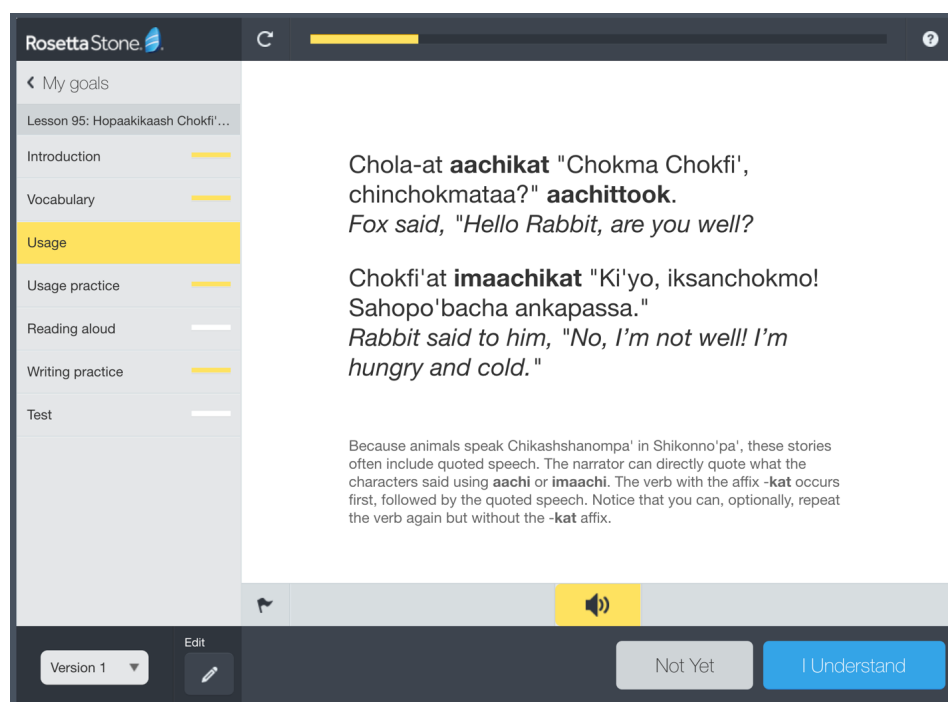 RosettaStone.
My goals
Lesson 95: Hopaakikaash Chokfi'...
Introduction
Vocabulary
Usage
Usage practice
Reading aloud
Writing practice
Test
Chola-at aachikat "Chokma Chokfi',
chinchokmataa?" aachittook.
Fox said, "Hello Rabbit, are you well?
Chokfi'at imaachikat "Ki'yo, iksanchokmo!
Sahopo'bacha ankapassa."
Rabbit said to him, "No, I’m not well! I’m
hungry and cold."
Because animals speak Chikashshanompa' in Shikonno'pa', these stories
often include quoted speech. The narrator can directly quote what the
characters said using aachi or imaachi. The verb with the affix -kat occurs
first, followed by the quoted speech. Notice that you can, optionally, repeat
the verb again but without the -kat affix.
Version 1
Edit
Not Yet
I Understand